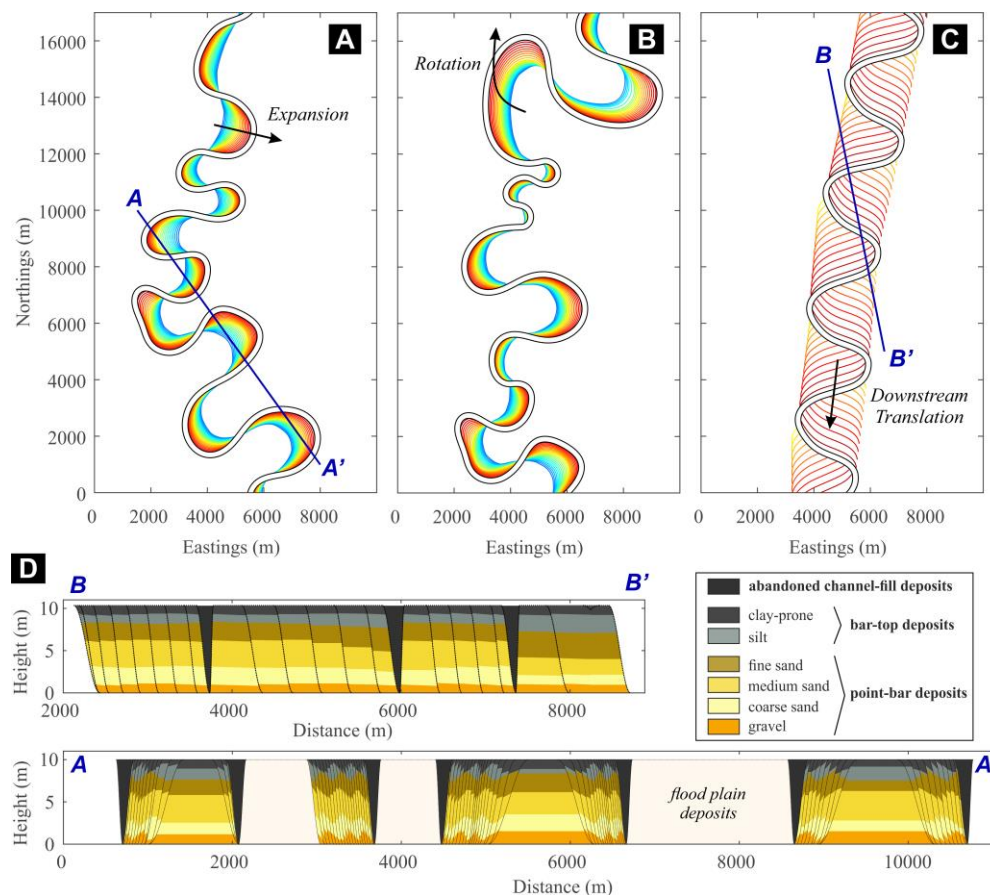 A
B
C
Northings (m)
16000
14000
12000
10000
8000
6000
4000
2000
0
Expansion
A
A'
0 2000 4000 6000 8000
Eastings (m)
Rotation
0 2000 4000 6000 8000
Eastings (m)
B
B'
Downstream
Translation
0 2000 4000 6000 8000
Eastings (m)
D
B B'
Height (m)
10
5
0
2000 4000 6000 8000
Distance (m)
abandoned channel-fill deposits
clay-prone
silt
bar-top deposits
fine sand
medium sand
coarse sand
gravel
point-bar deposits
A A
Height (m)
10
5
0
flood plain
deposits
0 2000 4000 6000 8000 10000
Distance (m)